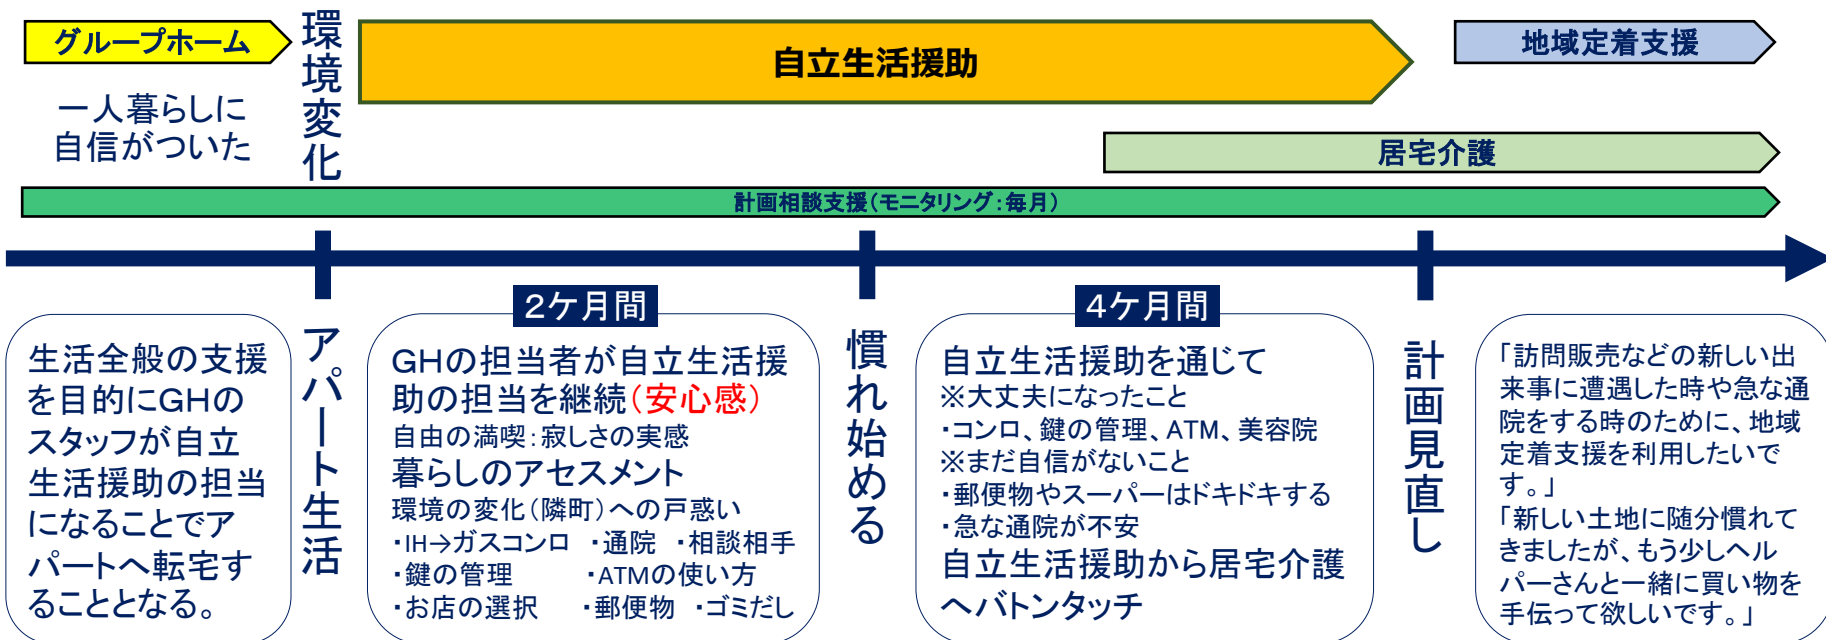 グループホーム
環境変化
自立生活援助
地域定着支援
一人暮らしに
自信がついた
居宅介護
計画相談支援(モニタリング:毎月)
2ケ月間
4ケ月間
生活全般の支援
を目的にGHの
スタッフが自立
生活援助の担当
になることでア
パートへ転宅す
ることとなる。
アパート生活
GHの担当者が自立生活援
助の担当を継続(安心感)
自由の満喫:寂しさの実感
暮らしのアセスメント
環境の変化(隣町)への戸惑い
・IH→ガスコンロ ・通院 ・相談相手
・鍵の管理 ・ATMの使い方
・お店の選択 ・郵便物 ・ゴミだし
慣れ始める
自立生活援助を通じて
※大丈夫になったこと
・コンロ、鍵の管理、ATM、美容院
※まだ自信がないこと
・郵便物やスーパーはドキドキする
・急な通院が不安
自立生活援助から居宅介護
へバトンタッチ
計画見直し
「訪問販売などの新しい出
来事に遭遇した時や急な通
院をする時のために、地域
定着支援を利用したいで
す。」
「新しい土地に随分慣れて
きましたが、もう少しヘル
パーさんと一緒に買い物を
手伝って欲しいです。」